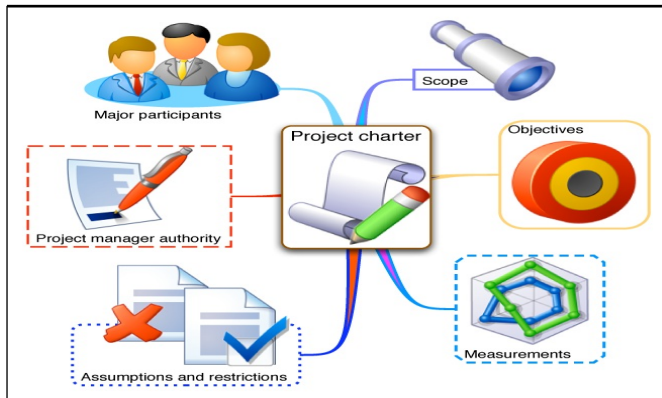 Major participants
Scope
Project charter
Objectives
Project manager authority
Measurements
Assumptions and restrictions